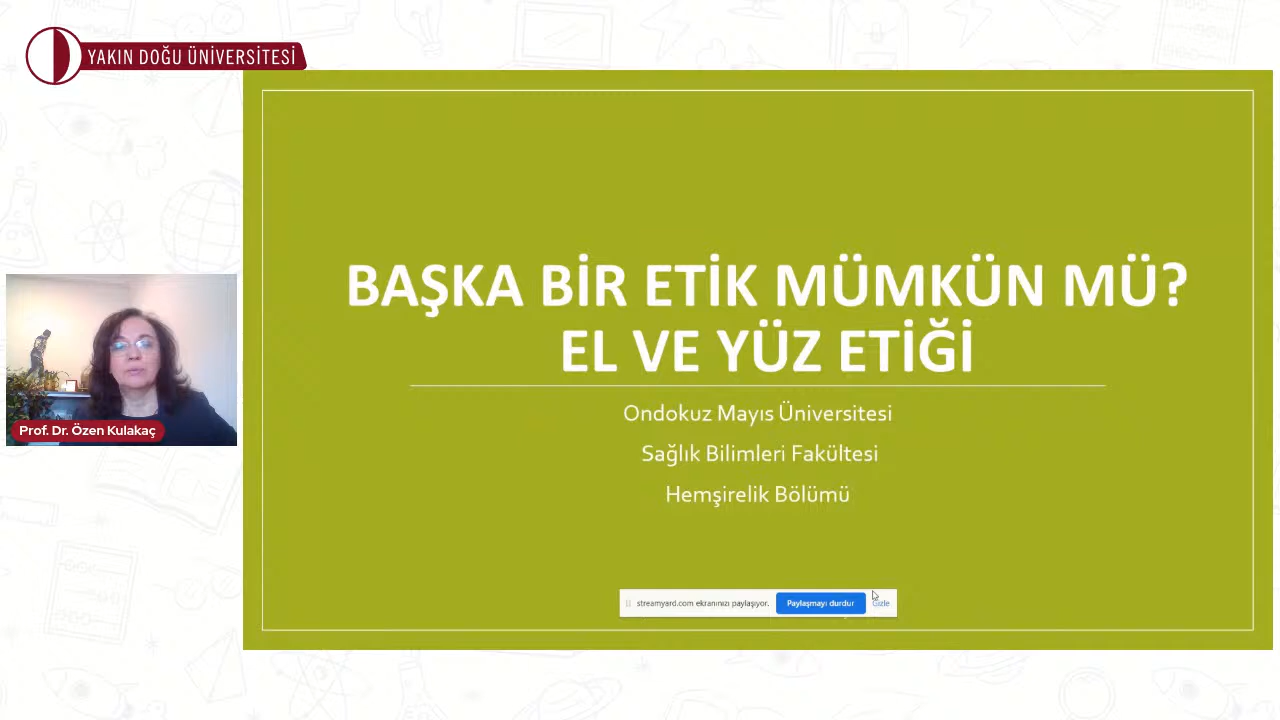 YAKIN DOĞU ÜNİVERSİTESİ
BAŞKA BİR ETİK MÜMKÜN MÜ?
EL VE YÜZ ETİĞİ
Ondokuz Mayıs Üniversitesi
Sağlık Bilimleri Fakültesi
Hemşirelik Bölümü
Prof. Dr. Özen Kulakaç
streamyard.com ekranınızı paylaşıyor. Paylaşmayı durdur Gizle